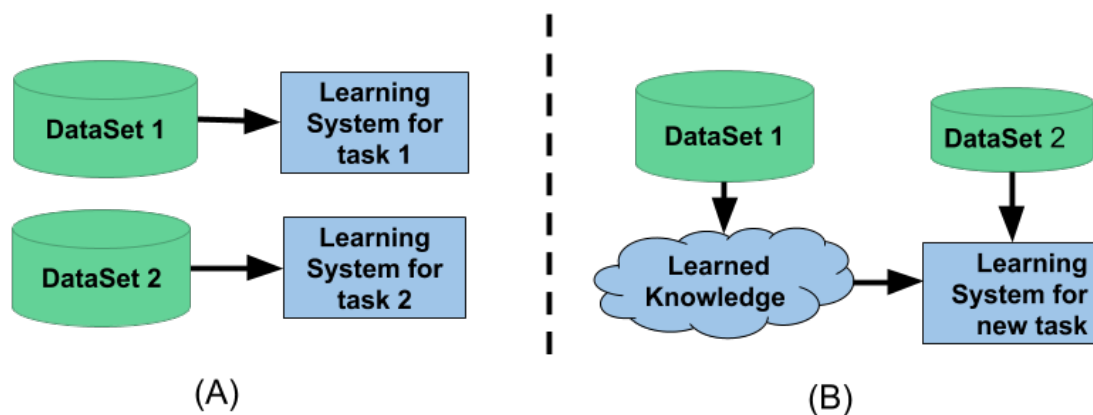 DataSet 1
Learning
System for
task 1
DataSet 2
Learning
System for
task 2
(A)
DataSet 1
DataSet 2
Learned
Knowledge
Learning
System for
new task
(B)